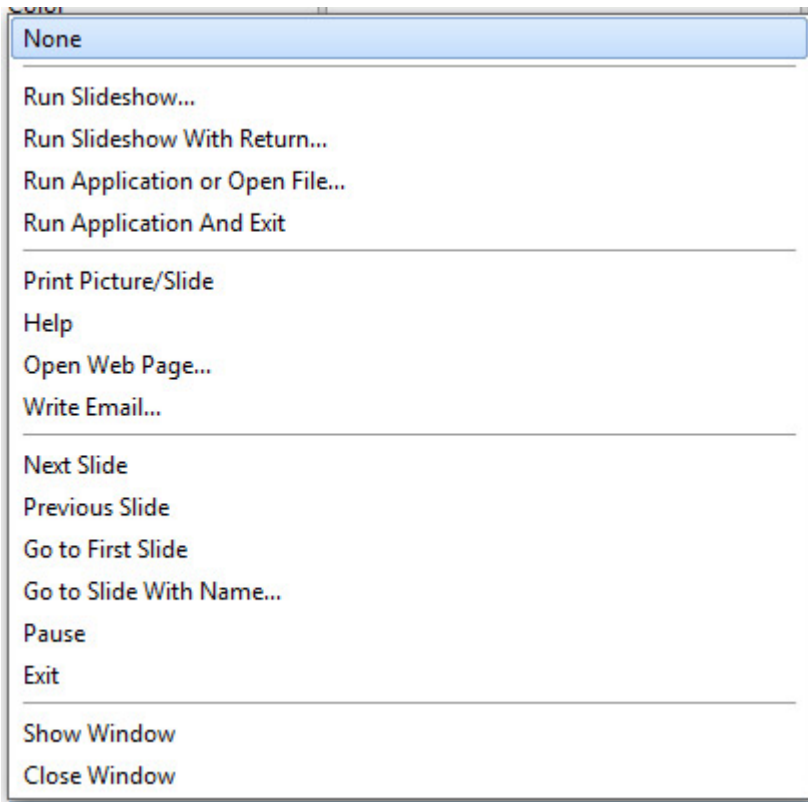 Color
None
Run Slideshow...
Run Slideshow With Return...
Run Application or Open File...
Run Application And Exit
Print Picture/Slide
Help
Open Web Page...
Write Email...
Next Slide
Previous Slide
Go to First Slide
Go to Slide With Name...
Pause
Exit
Show Window
Close Window